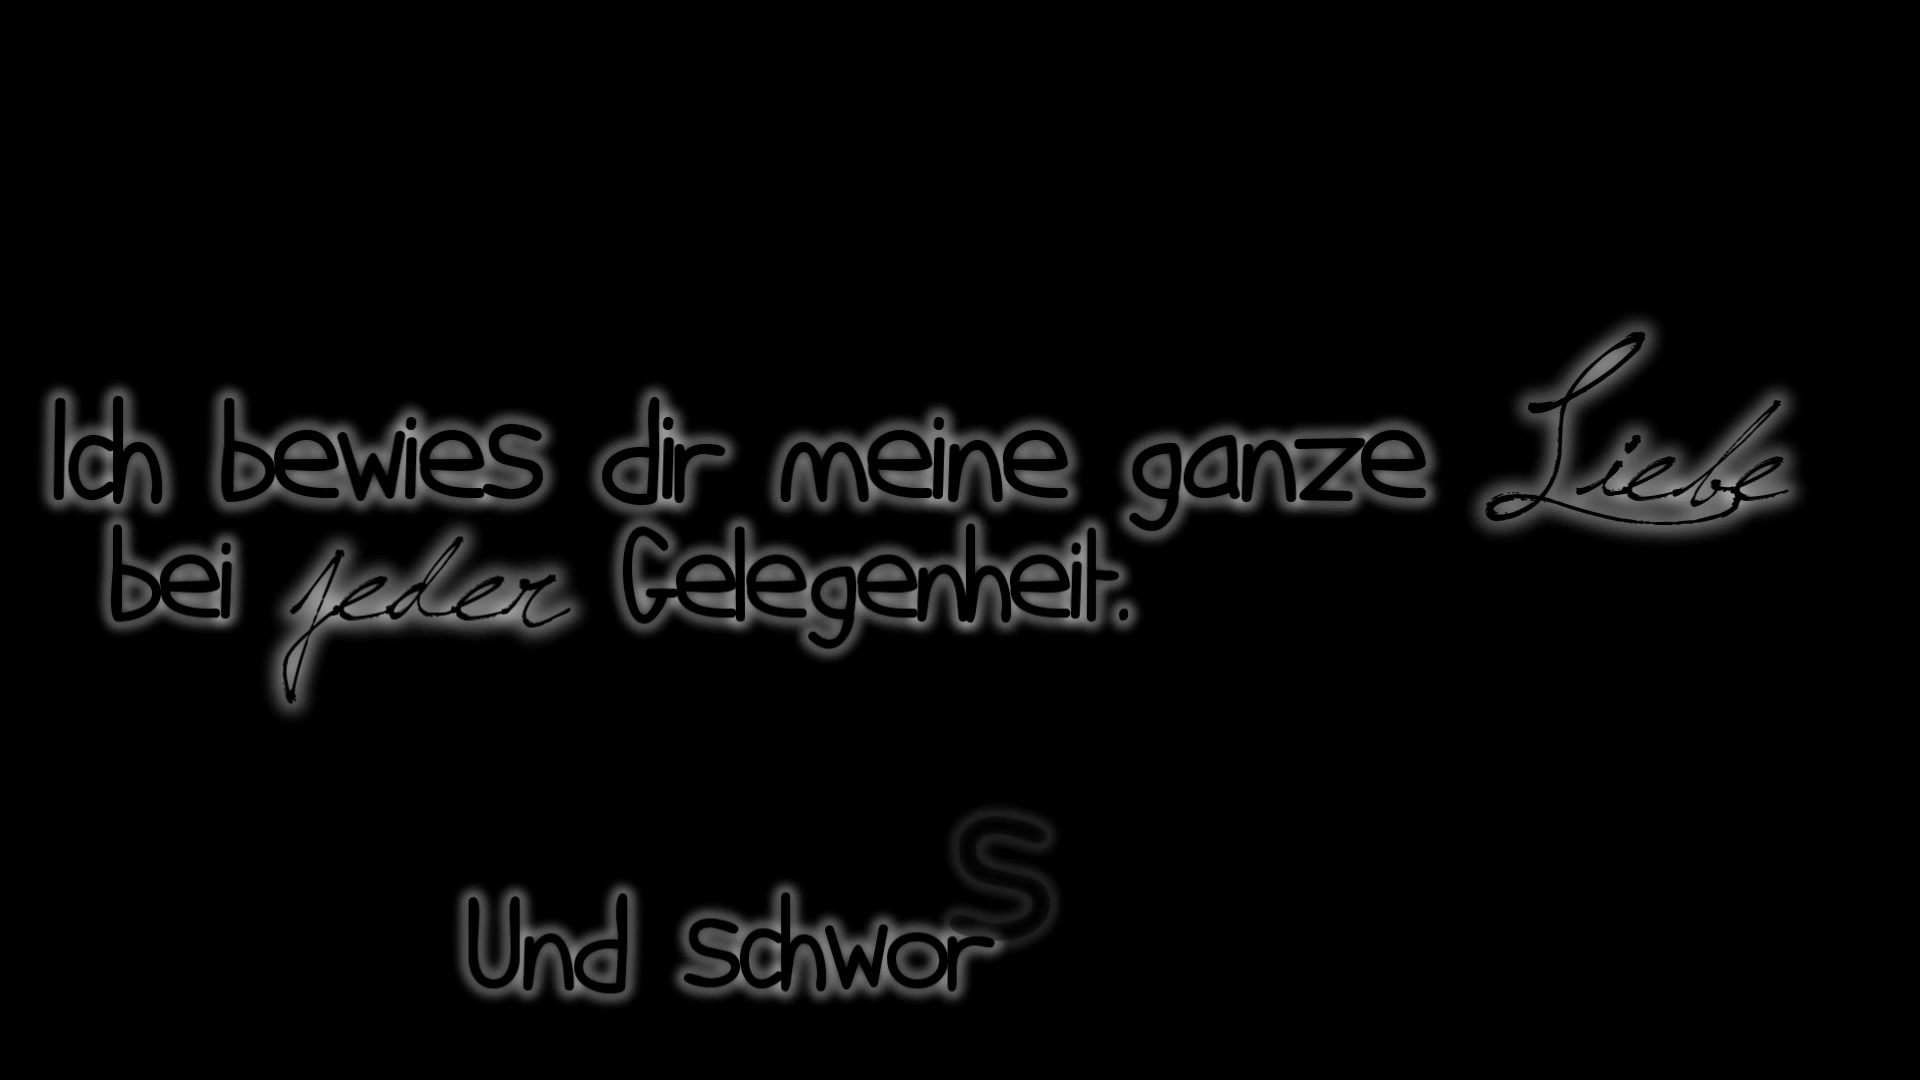 Ich bewies dir meine ganze Liebe
bei jeder Gelegenheit.
Und schwor s